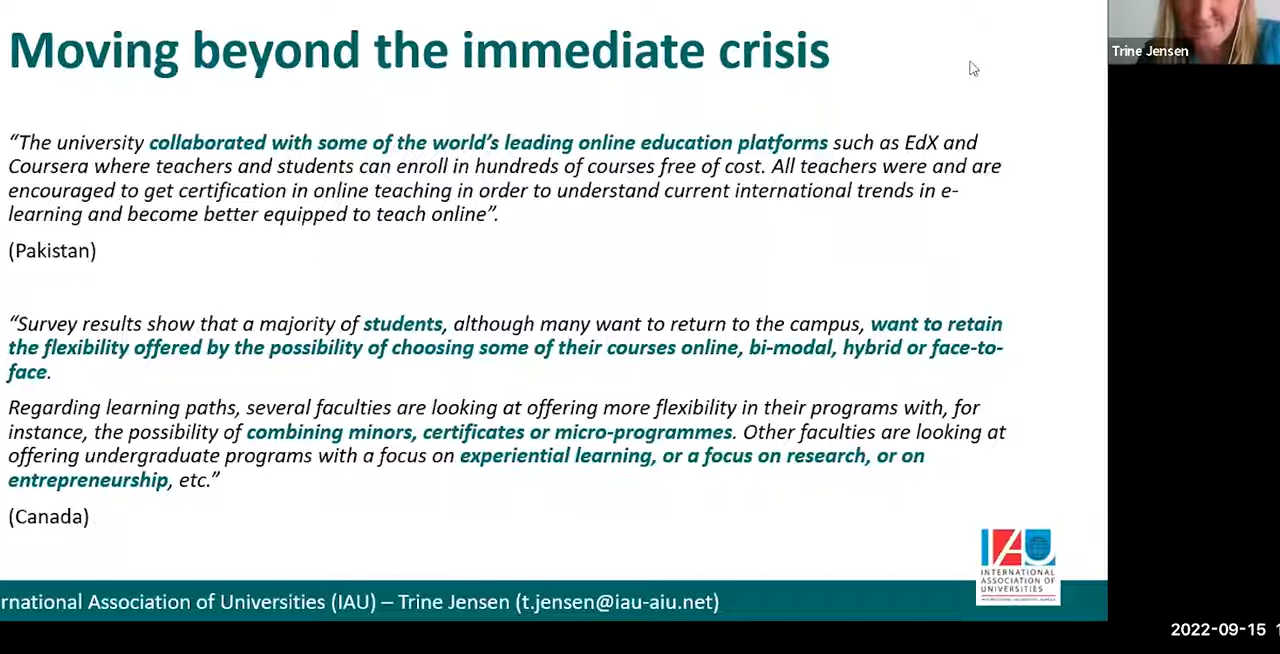 Moving beyond the immediate crisis
Trine Jensen
“The university collaborated with some of the world’s leading online education platforms such as EdX and
Coursera where teachers and students can enroll in hundreds of courses free of cost. All teachers were and are
encouraged to get certification in online teaching in order to understand current international trends in e-
learning and become better equipped to teach online”.
(Pakistan)
“Survey results show that a majority of students, although many want to return to the campus, want to retain
the flexibility offered by the possibility of choosing some of their courses online, bi-modal, hybrid or face-to-
face.
Regarding learning paths, several faculties are looking at offering more flexibility in their programs with, for
instance, the possibility of combining minors, certificates or micro-programmes. Other faculties are looking at
offering undergraduate programs with a focus on experiential learning, or a focus on research, or on
entrepreneurship, etc.”
(Canada)
IAU
INTERNATIONAL
ASSOCIATION OF
UNIVERSITIES
rnational Association of Universities (IAU) – Trine Jensen (t.jensen@iau-aiu.net)
2022-09-15 1